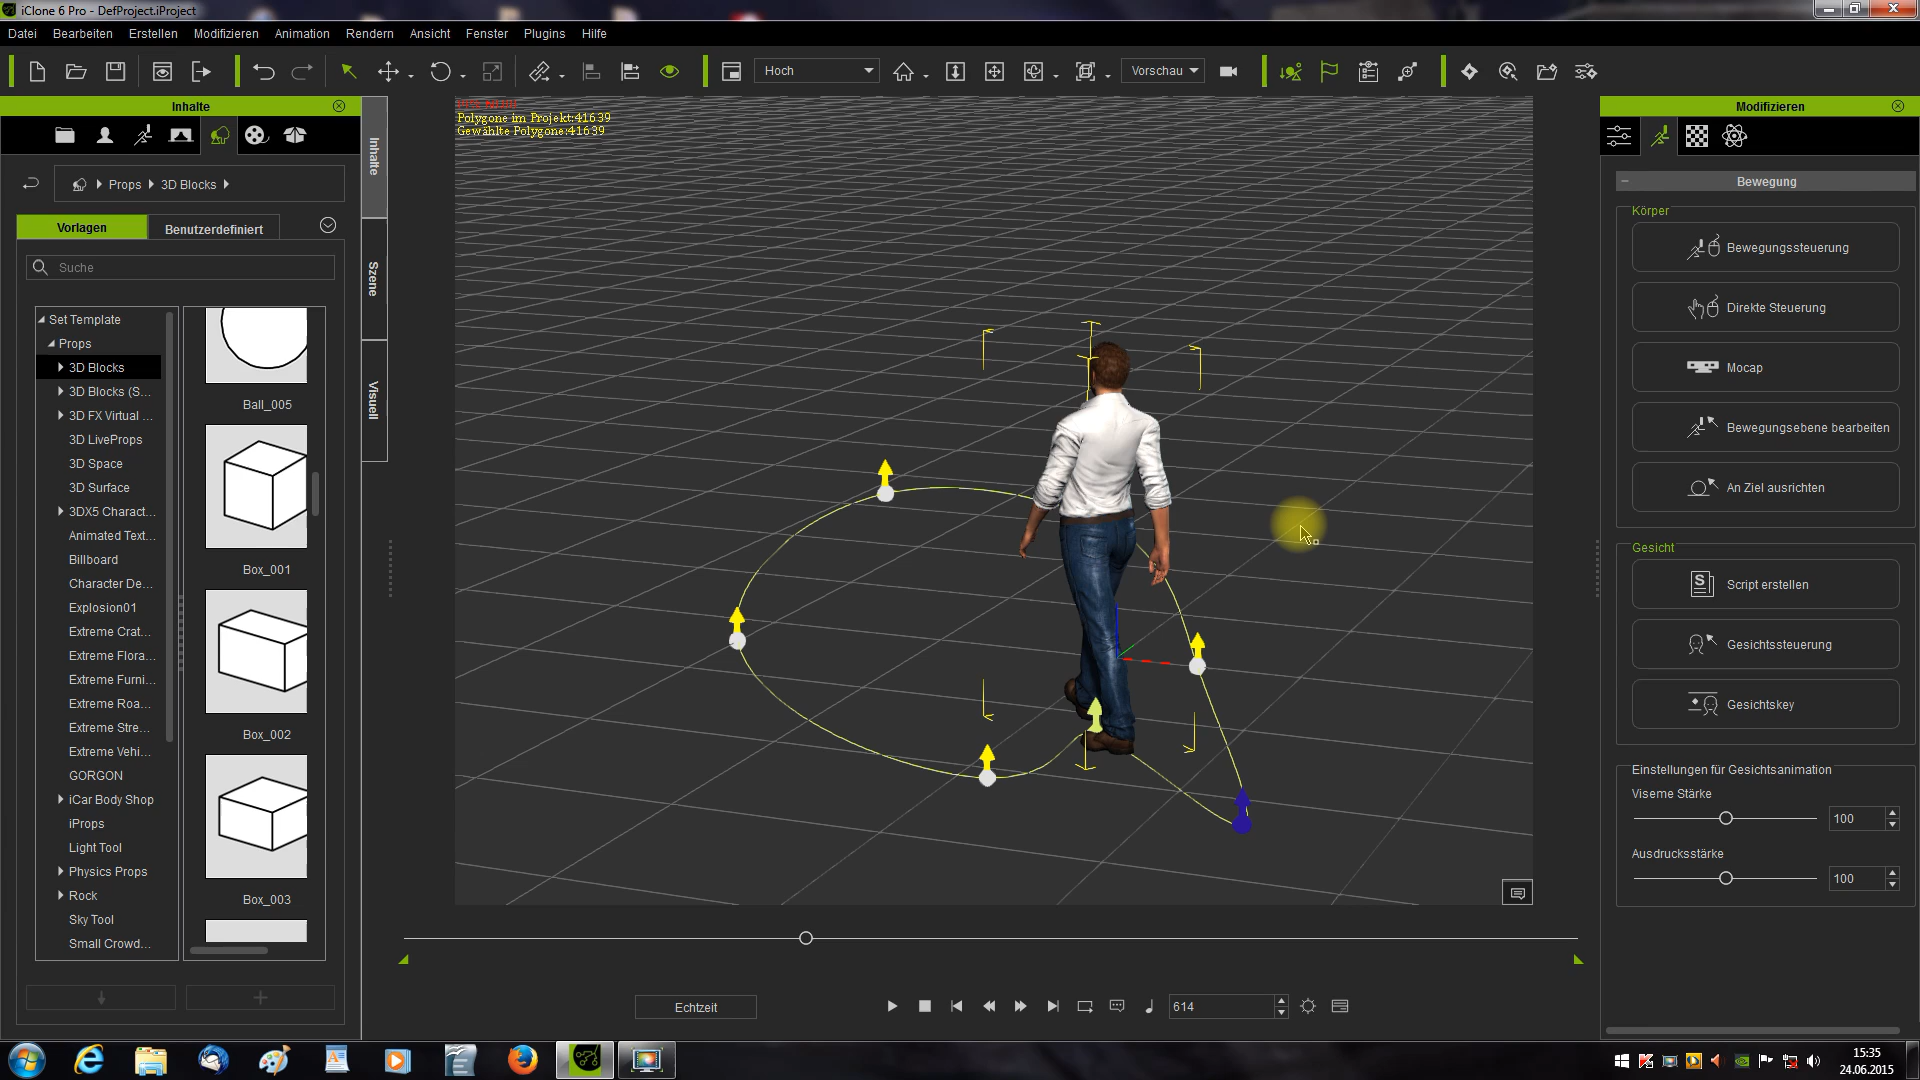 iClone 6 Pro - DefProject.iProject
Datei Bearbeiten Erstellen Modifizieren Animation Rendern Ansicht Fenster Plugins Hilfe
Hoch
Vorschau
Inhalte
Props 3D Blocks
Vorlagen Benutzerdefiniert
Suche
Set Template
Props
3D Blocks
3D Blocks (S...
3D FX Virtual ...
3D LiveProps
3D Space
3D Surface
3DX5 Charact...
Animated Text...
Billboard
Character De...
Explosion01
Extreme Crat...
Extreme Flora...
Extreme Furni...
Extreme Roa...
Extreme Stre...
Extreme Vehi...
GORGON
iCar Body Shop
iProps
Light Tool
Physics Props
Rock
Sky Tool
Small Crowd...
Ball_005
Box_001
Box_002
Box_003
Inhalte
Szene
Visuell
Polygone im Projekt:41639
Gewählte Polygone:41639
Echtzeit
614
Modifizieren
Bewegung
Körper
Bewegungssteuerung
Direkte Steuerung
Mocap
Bewegungsebene bearbeiten
An Ziel ausrichten
Gesicht
Script erstellen
Gesichtssteuerung
Gesichtskey
Einstellungen für Gesichtsanimation
Viseme Stärke
100
Ausdrucksstärke
100
15:35
24.06.2015